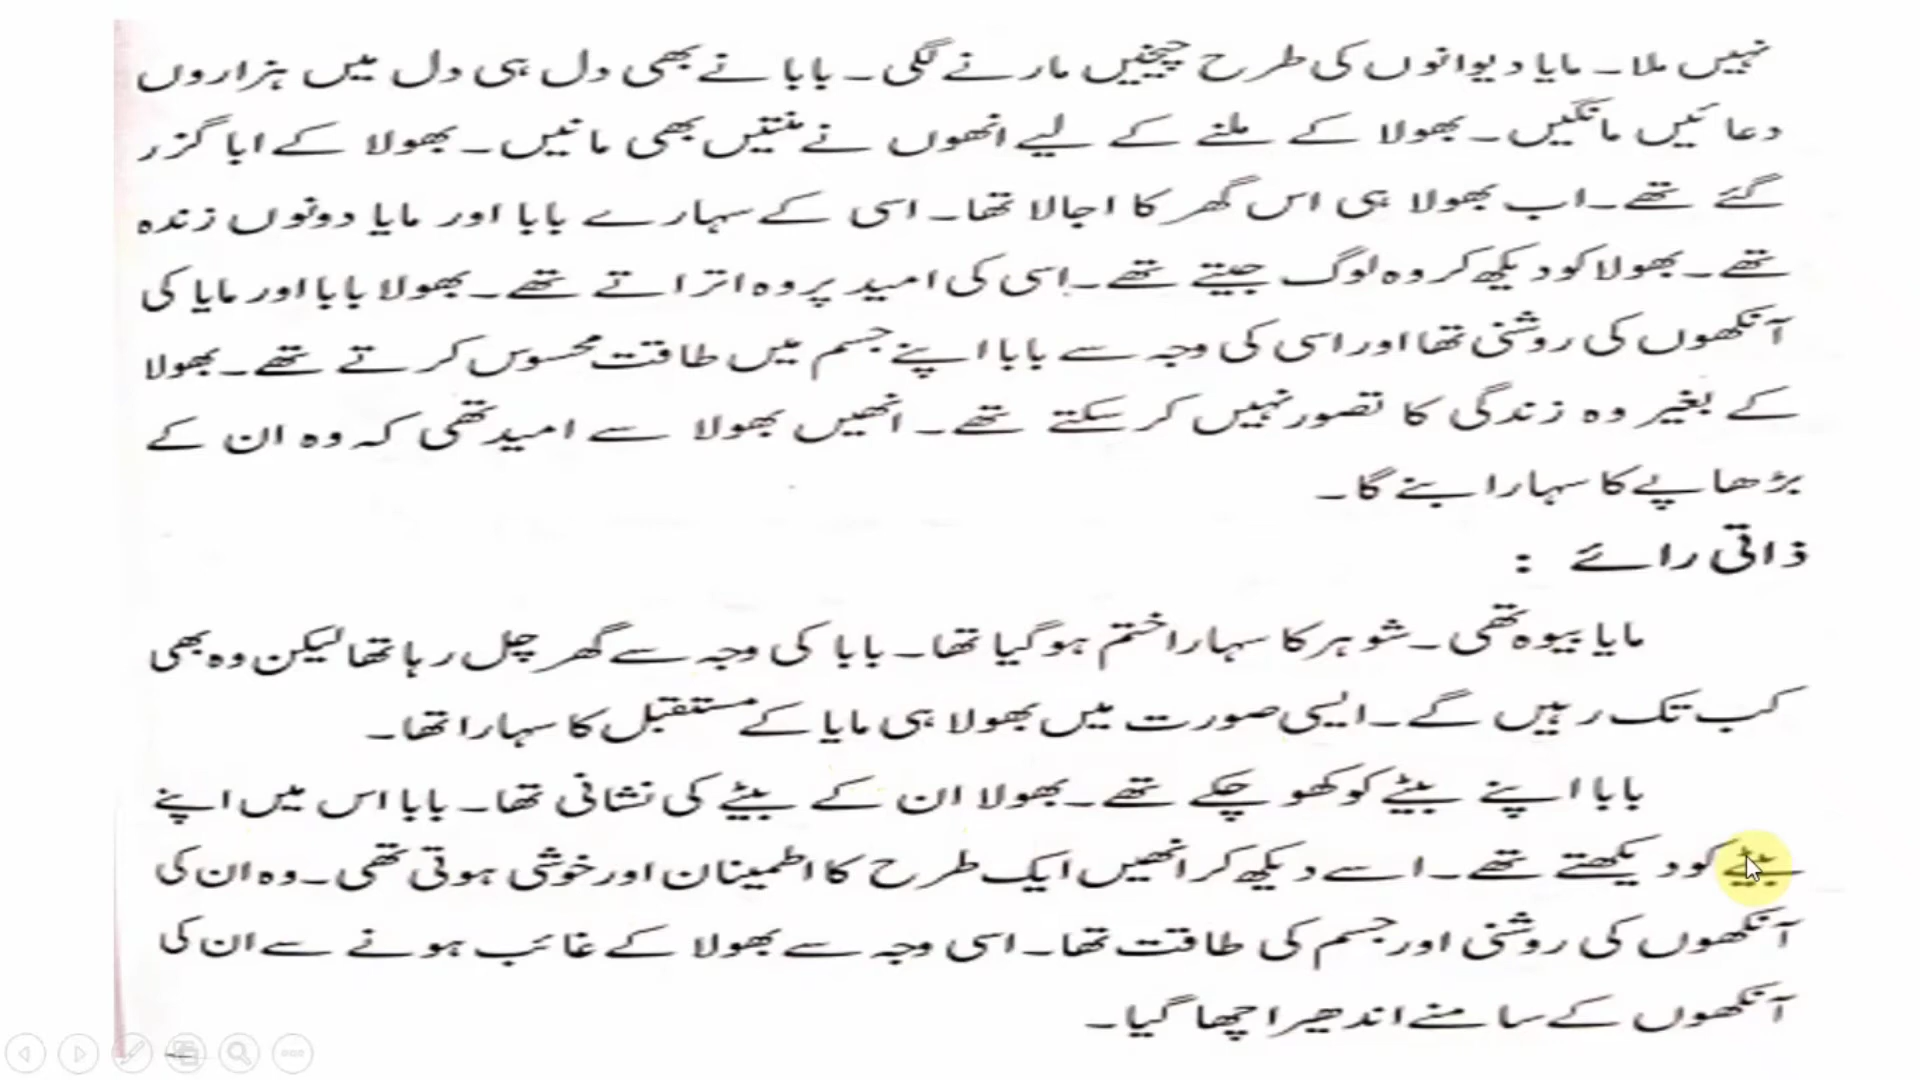 نہیں ملا۔ مایا دیوانوں کی طرح چیخیں مارنے لگی۔ بابا نے بھی دل ہی دل میں ہزاروں
دعائیں مانگیں۔ بھولا کے ملنے کے لیے انھوں نے منتیں بھی مانیں۔ بھولا کے ابا گزر
گئے تھے۔ اب بھولا ہی اس گھر کا اجالا تھا۔ اسی کے سہارے بابا اور مایا دونوں زندہ
تھے۔ بھولا کو دیکھ کر وہ لوگ جیتے تھے۔ اسی کی امید پر وہ اتراتے تھے۔ بھولا بابا اور مایا کی
آنکھوں کی روشنی تھا اور اسی کی وجہ سے بابا اپنے جسم میں طاقت محسوس کرتے تھے۔ بھولا
کے بغیر وہ زندگی کا تصور نہیں کر سکتے تھے۔ انھیں بھولا سے امید تھی کہ وہ ان کے
بڑھاپے کا سہارا بنے گا۔
ذاتی رائے :
مایا بیوہ تھی۔ شوہر کا سہارا ختم ہو گیا تھا۔ بابا کی وجہ سے گھر چل رہا تھا لیکن وہ بھی
کب تک رہیں گے۔ ایسی صورت میں بھولا ہی مایا کے مستقبل کا سہارا تھا۔
بابا اپنے بیٹے کو کھو چکے تھے۔ بھولا ان کے بیٹے کی نشانی تھا۔ بابا اس میں اپنے
بیٹے کو دیکھتے تھے۔ اسے دیکھ کر انھیں ایک طرح کا اطمینان اور خوشی ہوتی تھی۔ وہ ان کی
آنکھوں کی روشنی اور جسم کی طاقت تھا۔ اسی وجہ سے بھولا کے غائب ہونے سے ان کی
آنکھوں کے سامنے اندھیرا چھا گیا۔